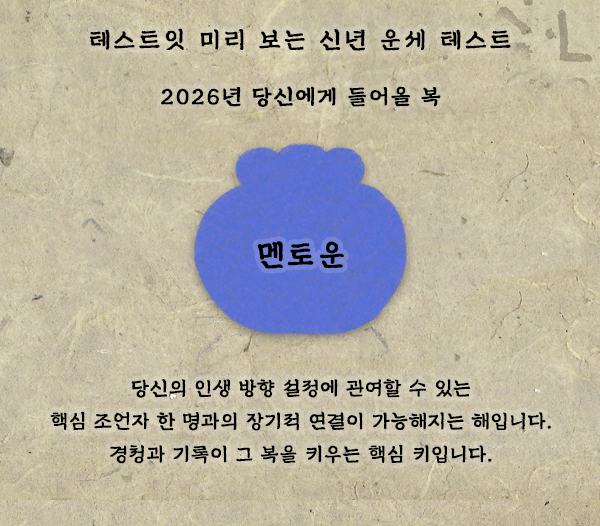 테스트잇 미리 보는 신년 운세 테스트
2026년 당신에게 들어올 복
멘토운
당신의 인생 방향 설정에 관여할 수 있는
핵심 조언자 한 명과의 장기적 연결이 가능해지는 해입니다.
경청과 기록이 그 복을 키우는 핵심 키입니다.